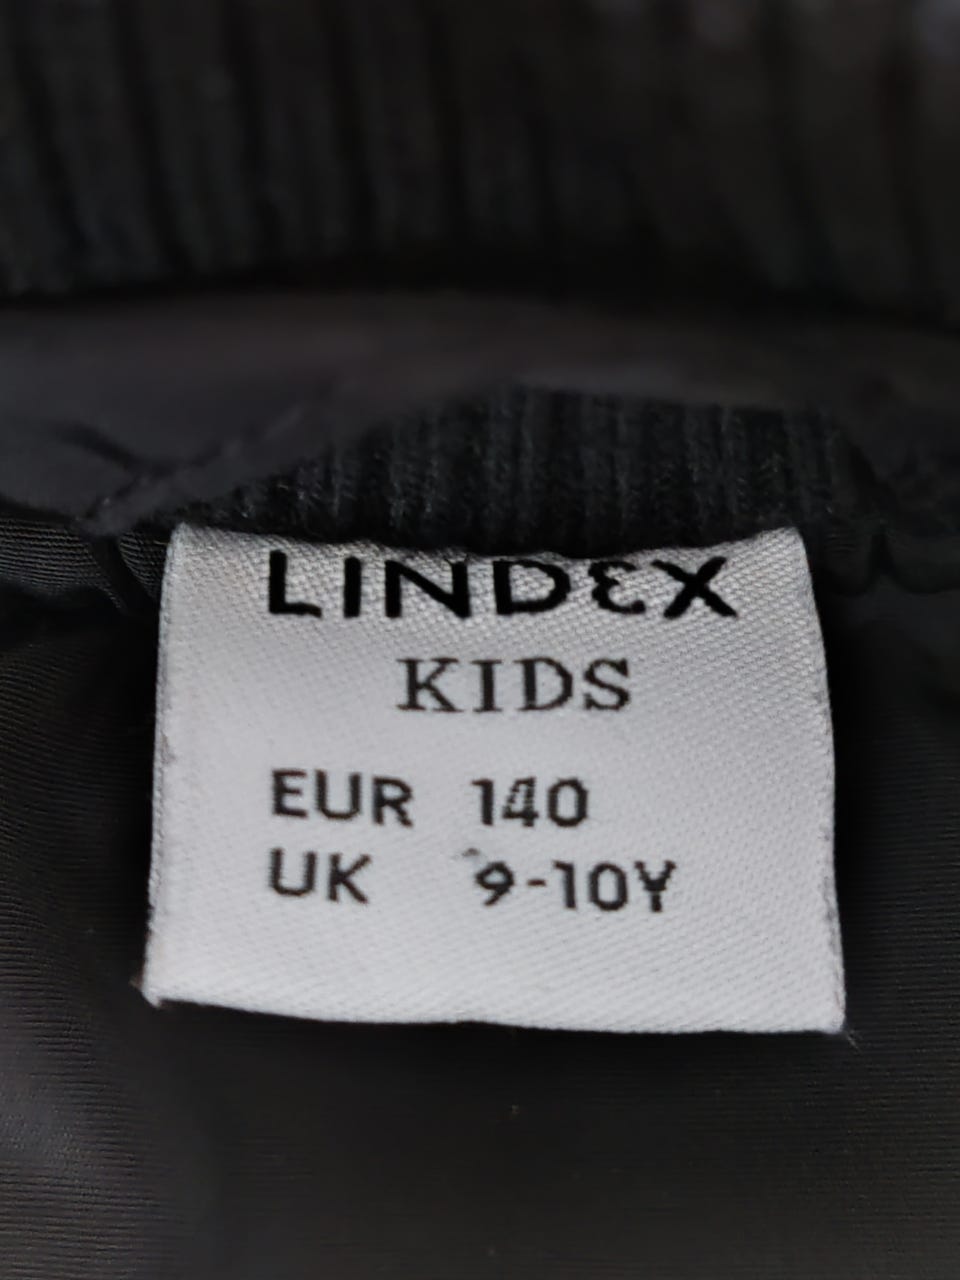 LINDEX
KIDS
EUR 140
UK 9-10Y